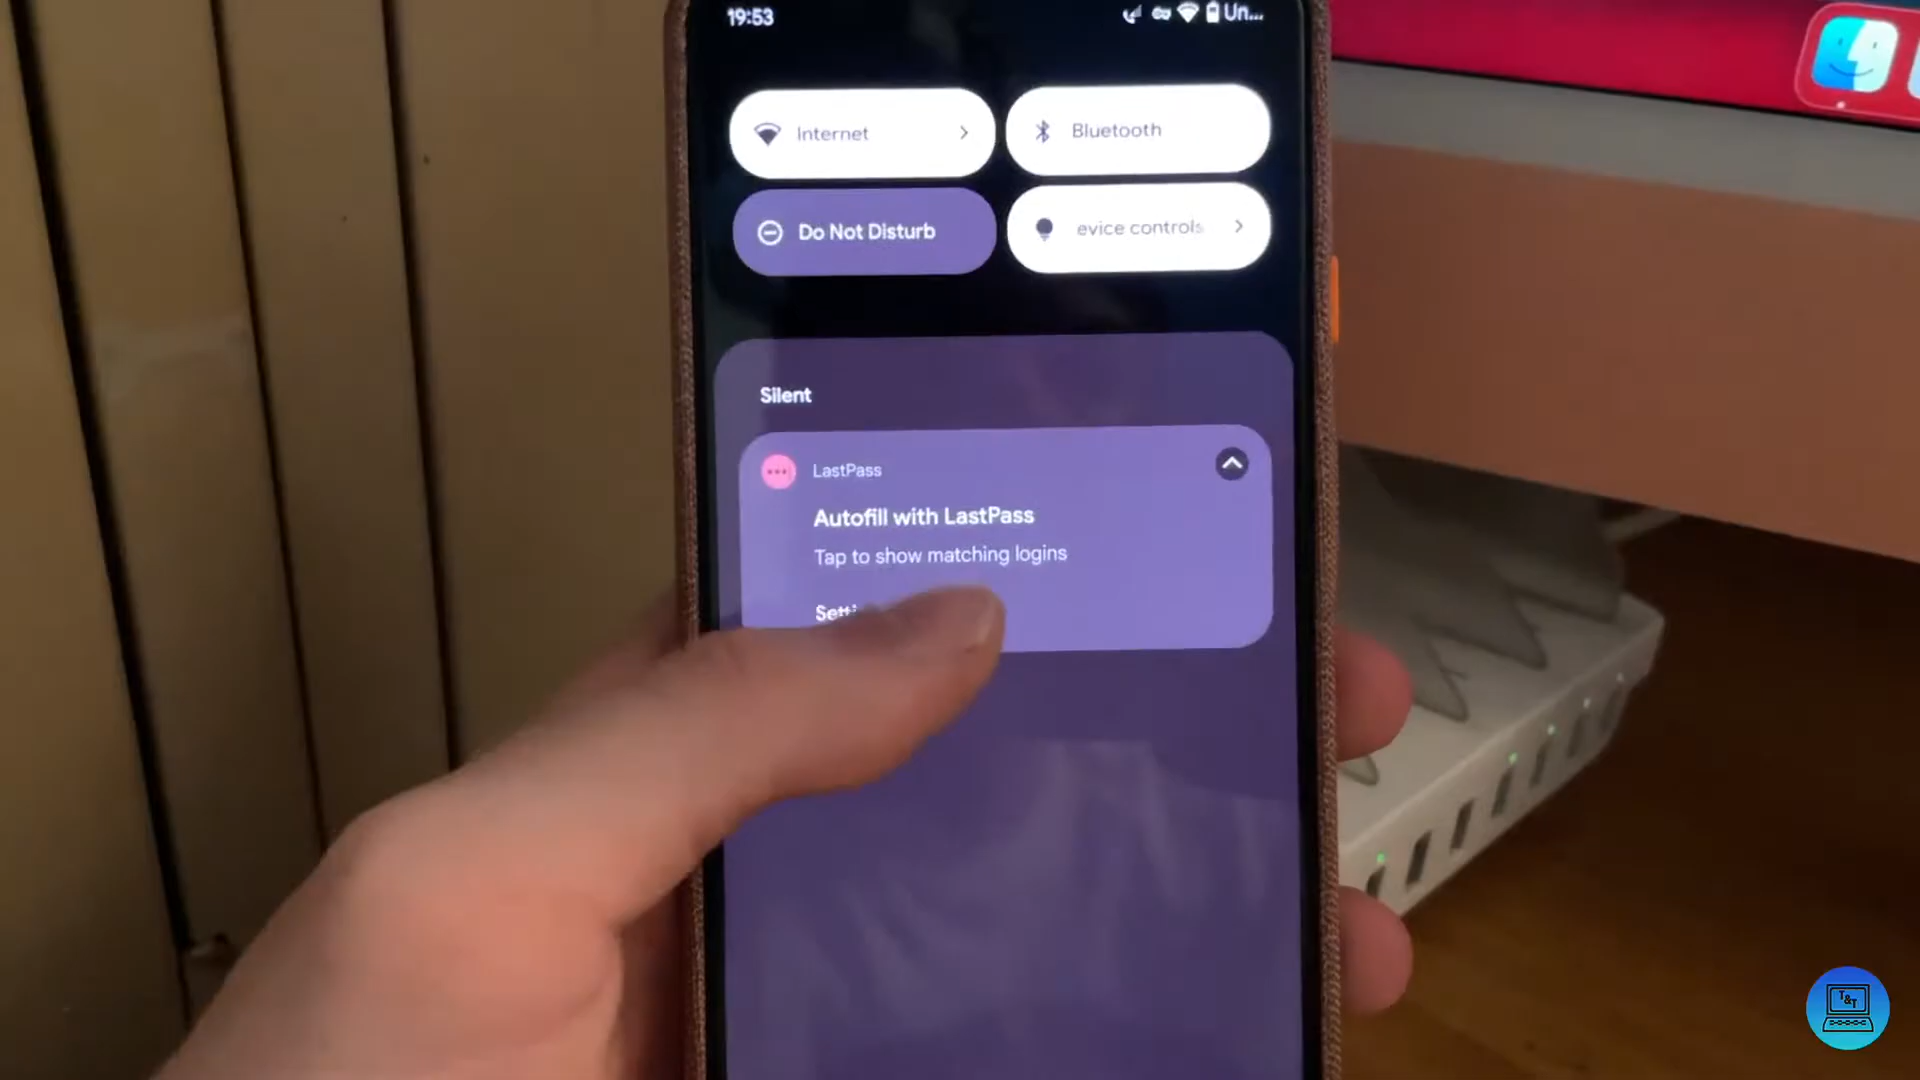 19:53
Un...
Internet
Bluetooth
Do Not Disturb
evice controls
Silent
LastPass
Autofill with LastPass
Tap to show matching logins
Setti
T&T